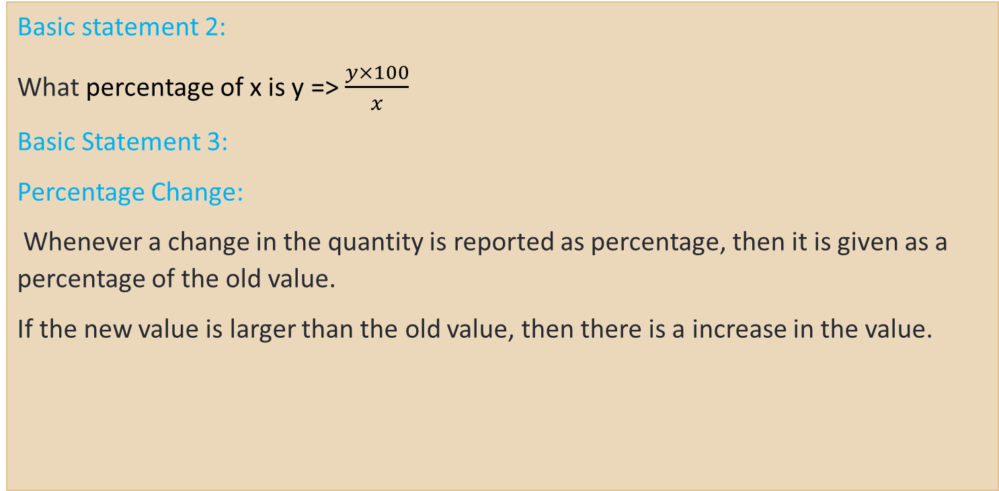 Basic statement 2:
What percentage of x is y => y×100/x
Basic Statement 3:
Percentage Change:
Whenever a change in the quantity is reported as percentage, then it is given as a
percentage of the old value.
If the new value is larger than the old value, then there is a increase in the value.